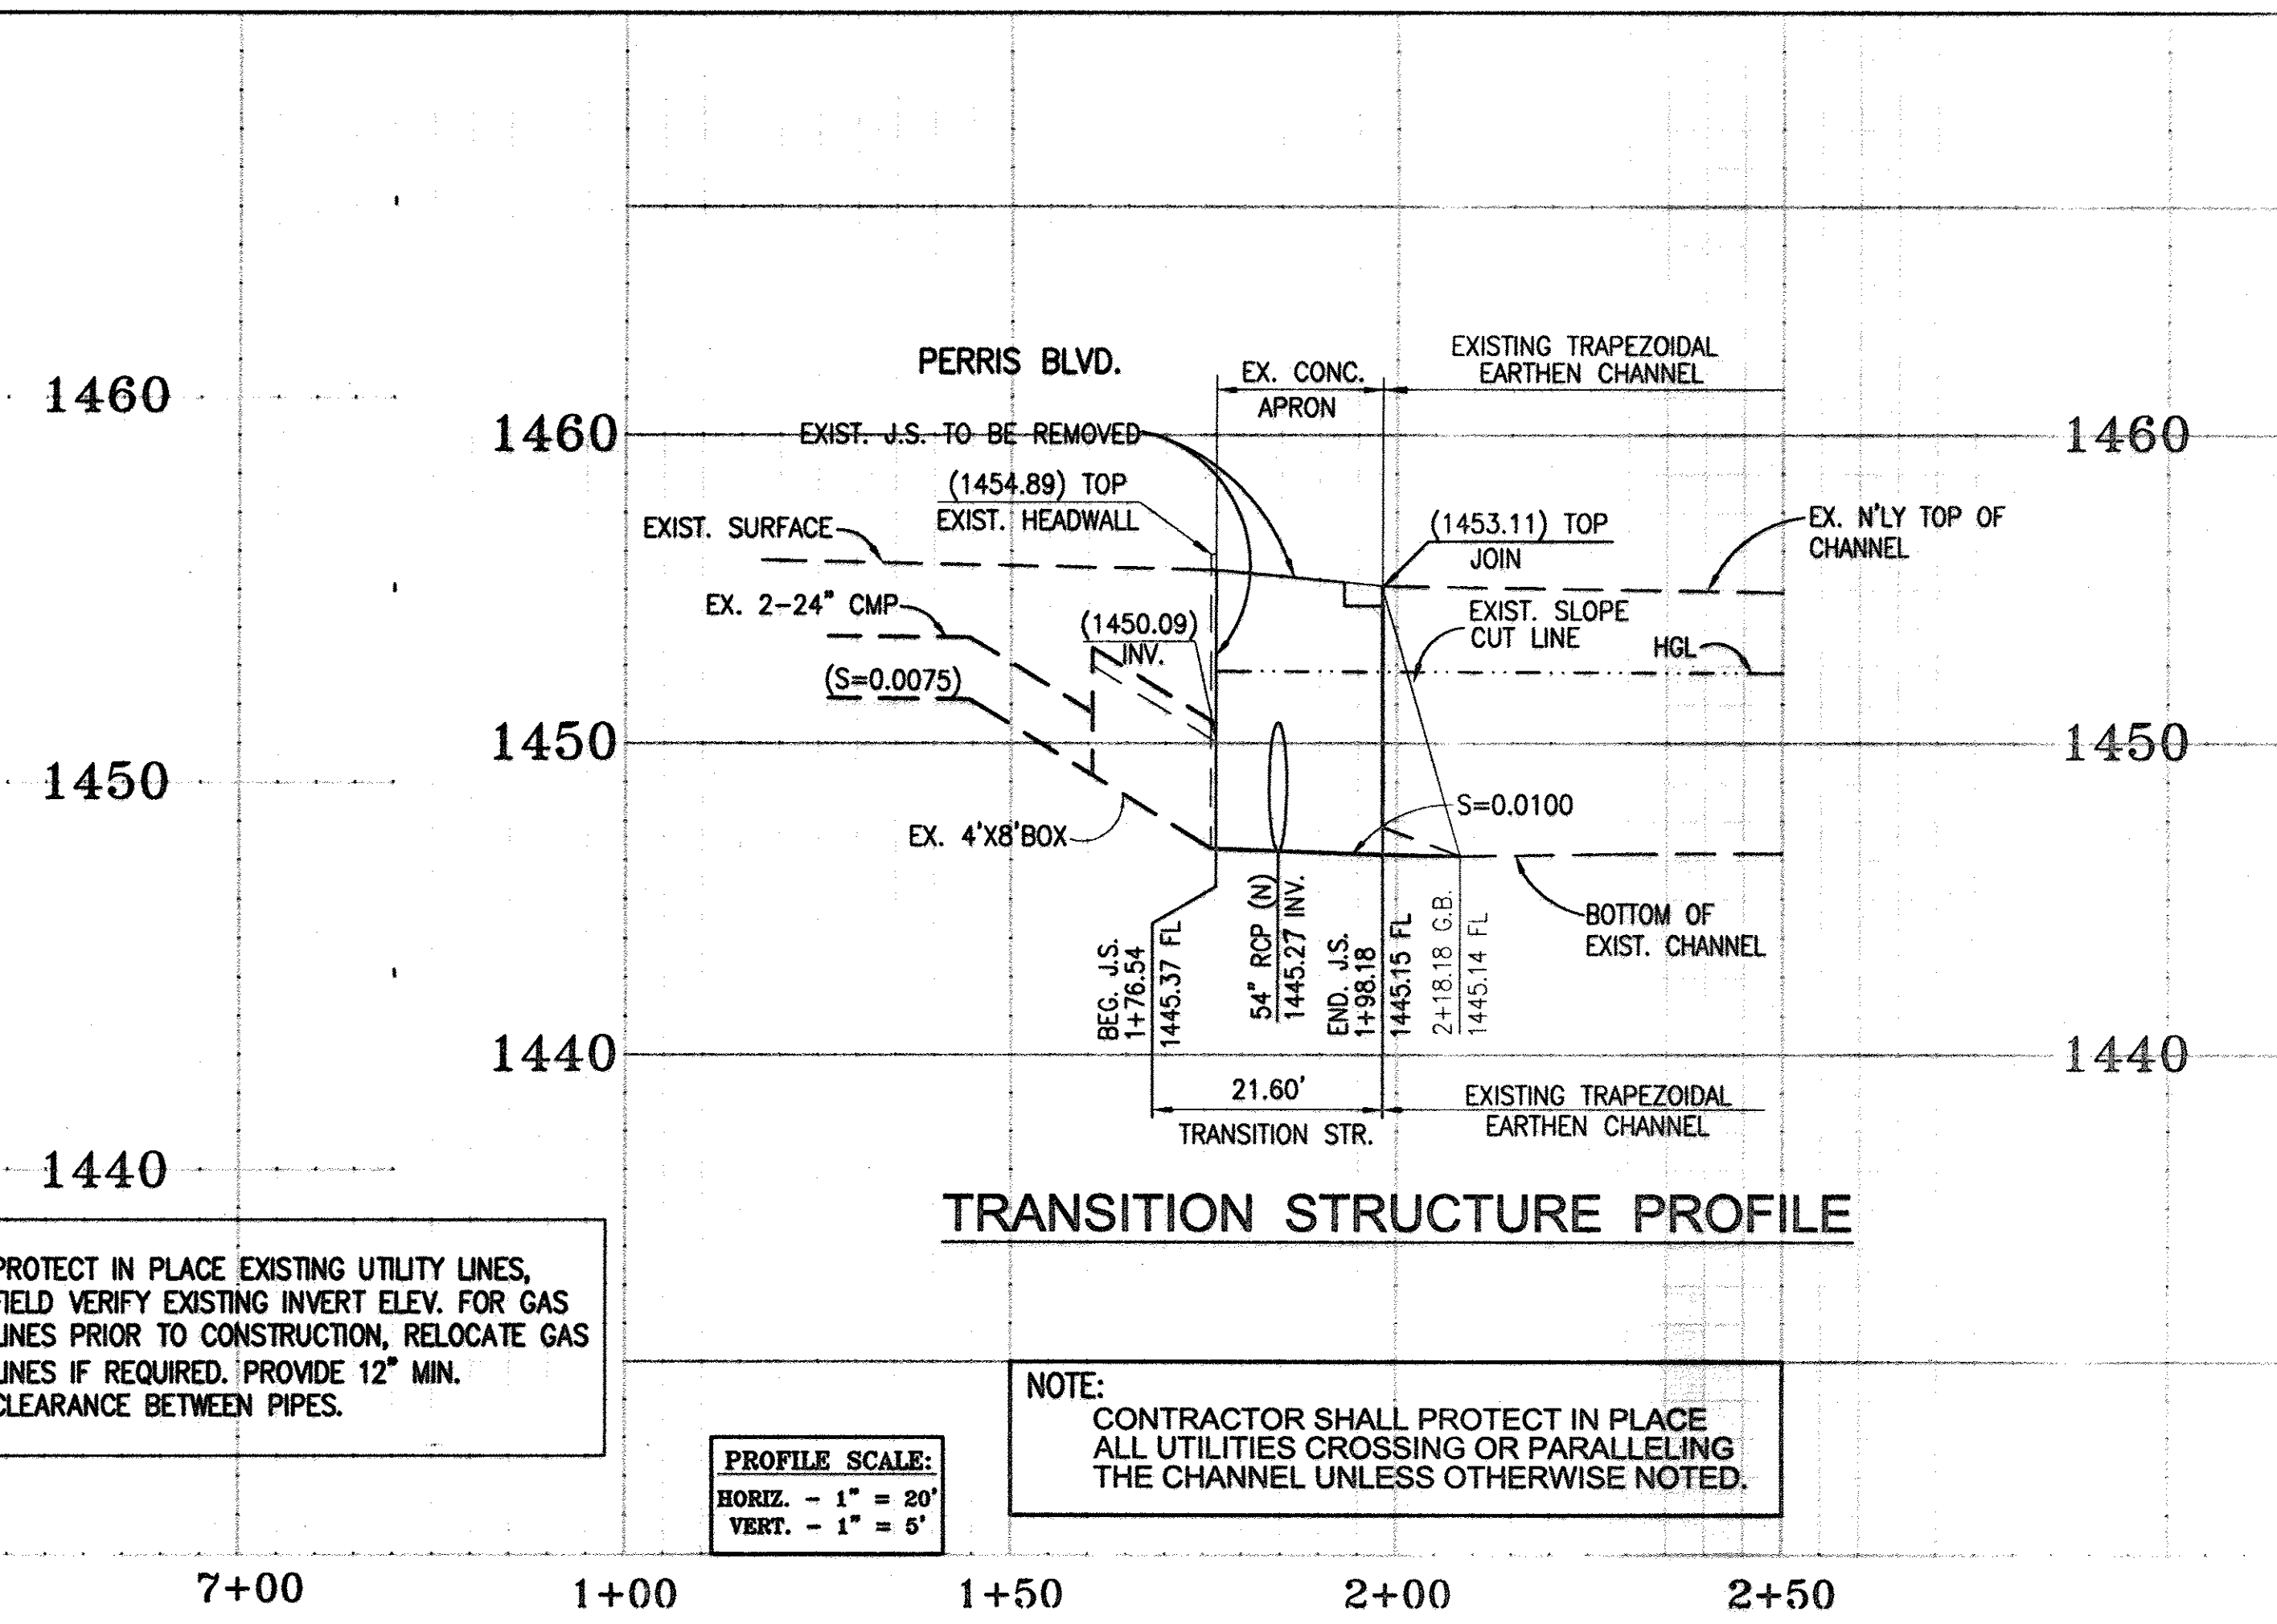 PERRIS BLVD.
EX. CONC.
APRON
EXISTING TRAPEZOIDAL
EARTHEN CHANNEL
1460
1460
EXIST. J.S. TO BE REMOVED
1460
(1454.89) TOP
EXIST. HEADWALL
EXIST. SURFACE
(1453.11) TOP
JOIN
EX. N'LY TOP OF
CHANNEL
EX. 2-24" CMP
(1450.09)
INV.
EXIST. SLOPE
CUT LINE
HGL
(S=0.0075)
1450
1450
1450
EX. 4'X8'BOX
S=0.0100
BEG. J.S.
1+76.54
1445.37 FL
54" RCP (N)
1445.27 INV.
END. J.S.
1+98.18
1445.15 FL
2+18.18 G.B.
1445.14 FL
BOTTOM OF
EXIST. CHANNEL
1440
1440
1440
21.60'
TRANSITION STR.
EXISTING TRAPEZOIDAL
EARTHEN CHANNEL
TRANSITION STRUCTURE PROFILE
PROTECT IN PLACE EXISTING UTILITY LINES,
FIELD VERIFY EXISTING INVERT ELEV. FOR GAS
LINES PRIOR TO CONSTRUCTION, RELOCATE GAS
LINES IF REQUIRED. PROVIDE 12" MIN.
CLEARANCE BETWEEN PIPES.
PROFILE SCALE:
HORIZ. - 1" = 20'
VERT. - 1" = 5'
NOTE:
CONTRACTOR SHALL PROTECT IN PLACE
ALL UTILITIES CROSSING OR PARALLELING
THE CHANNEL UNLESS OTHERWISE NOTED.
7+00
1+00
1+50
2+00
2+50